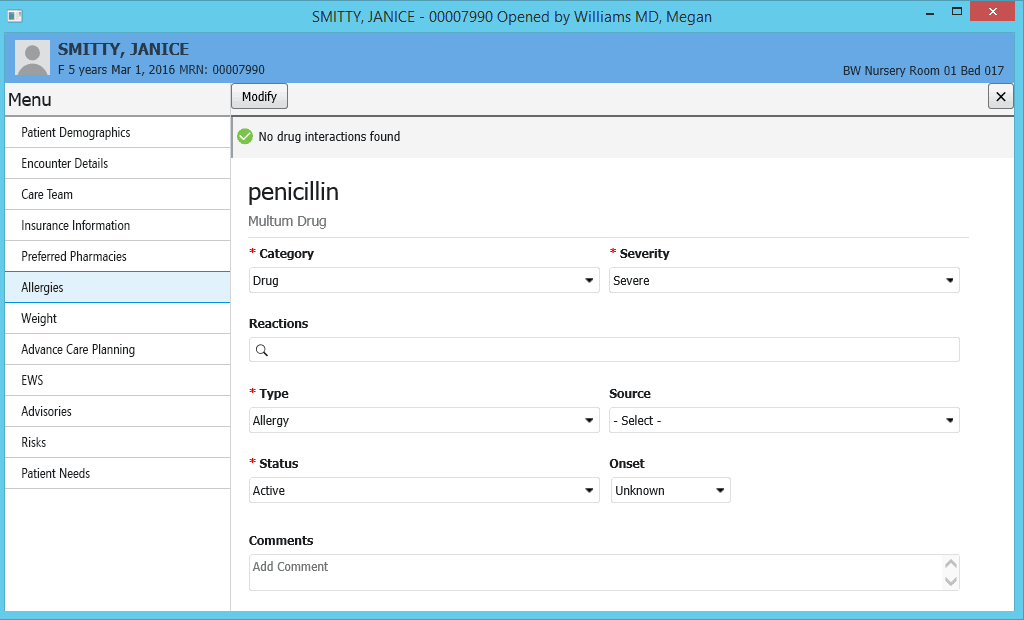 SMITTY, JANICE - 00007990 Opened by Williams MD, Megan
SMITTY, JANICE
F 5 years Mar 1, 2016 MRN: 00007990
BW Nursery Room 01 Bed 017
Menu
Modify
Patient Demographics
Encounter Details
Care Team
Insurance Information
Preferred Pharmacies
Allergies
Weight
Advance Care Planning
EWS
Advisories
Risks
Patient Needs
No drug interactions found
penicillin
Multum Drug
* Category
* Severity
Drug
Severe
Reactions
* Type
Source
Allergy
- Select -
* Status
Onset
Active
Unknown
Comments
Add Comment